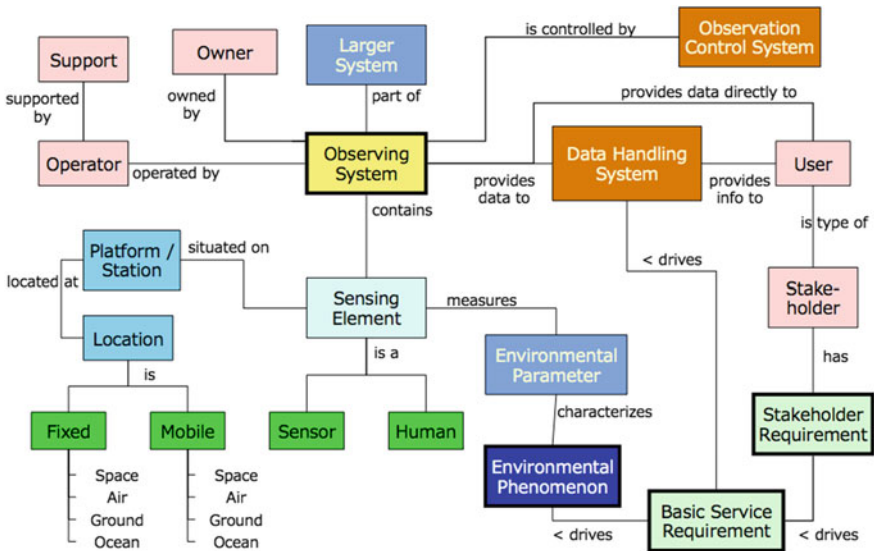 Support
Owner
Larger
System
is controlled by
Observation
Control System
supported
by
owned
by
part of
provides data directly to
Operator
operated by
Observing
System
provides
data to
Data Handling
System
provides
info to
User
contains
is type of
Platform /
Station
situated on
located at
< drives
Sensing
Element
measures
Stake-
holder
Location
is
is a
Environmental
Parameter
has
Fixed
Mobile
Sensor
Human
characterizes
Stakeholder
Requirement
Space
Air
Ground
Ocean
Space
Air
Ground
Ocean
Environmental
Phenomenon
< drives
Basic Service
Requirement
< drives